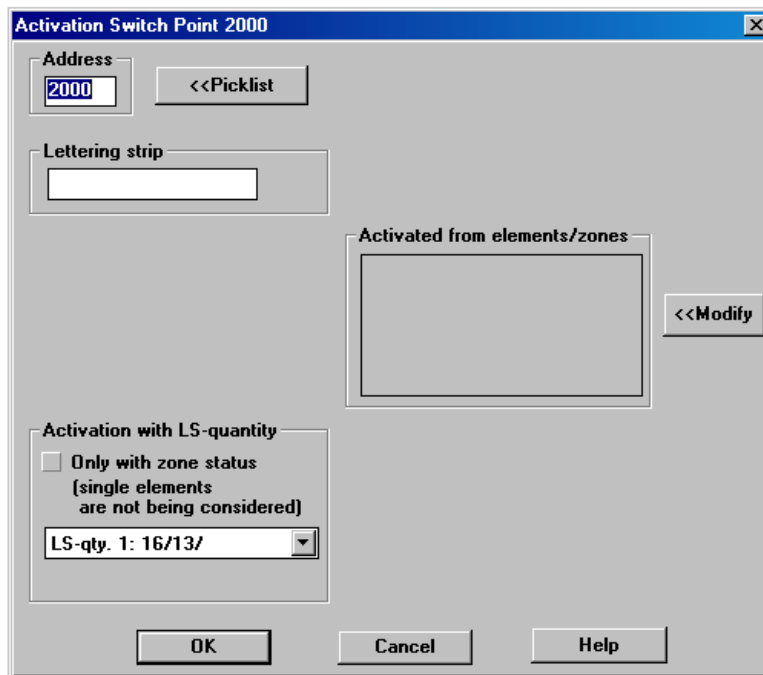 Activation Switch Point 2000
Address
2000
<<Picklist
Lettering strip
Activated from elements/zones
<<Modify
Activation with LS-quantity
Only with zone status
(single elements
are not being considered)
LS-qty. 1: 16/13/
OK
Cancel
Help